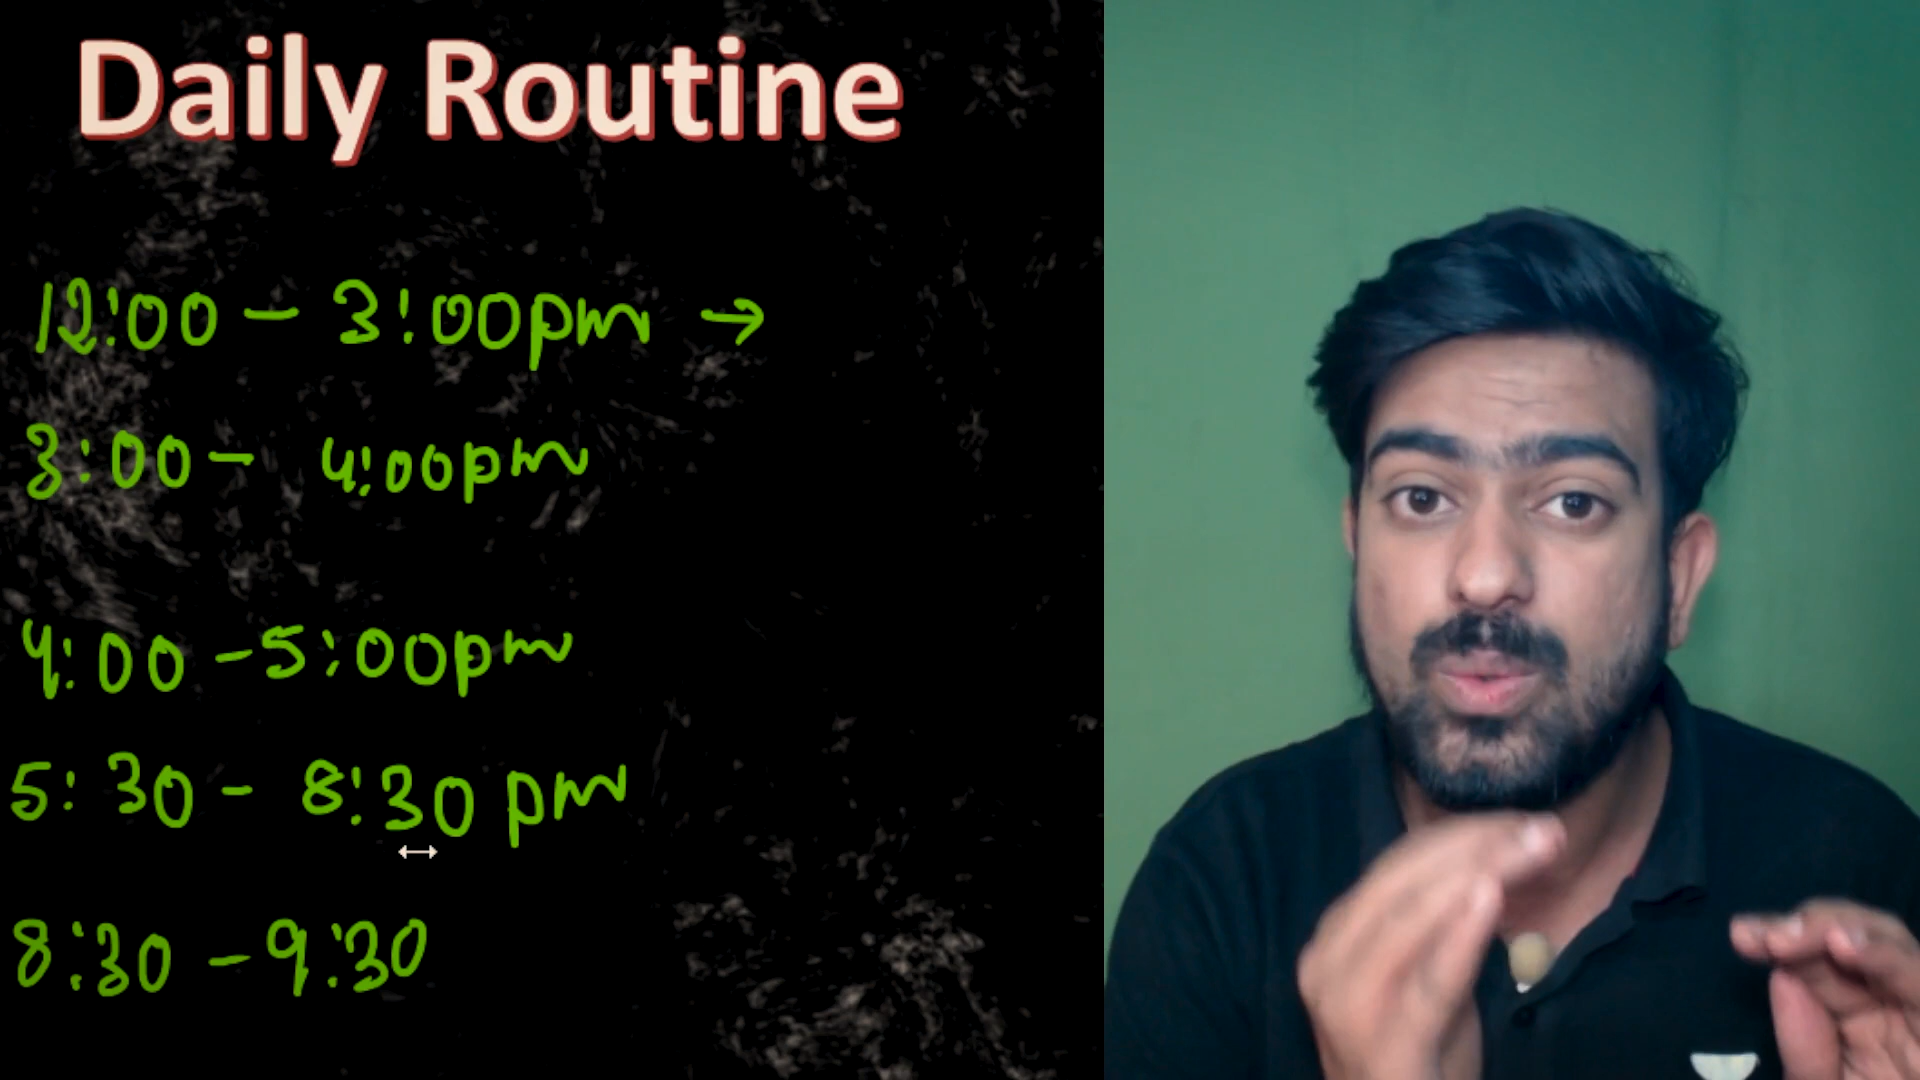 Daily Routine
12:00 - 3:00pm →
3:00 - 4:00pm
4:00 - 5:00pm
5:30 - 8:30 pm
8:30 - 9:30